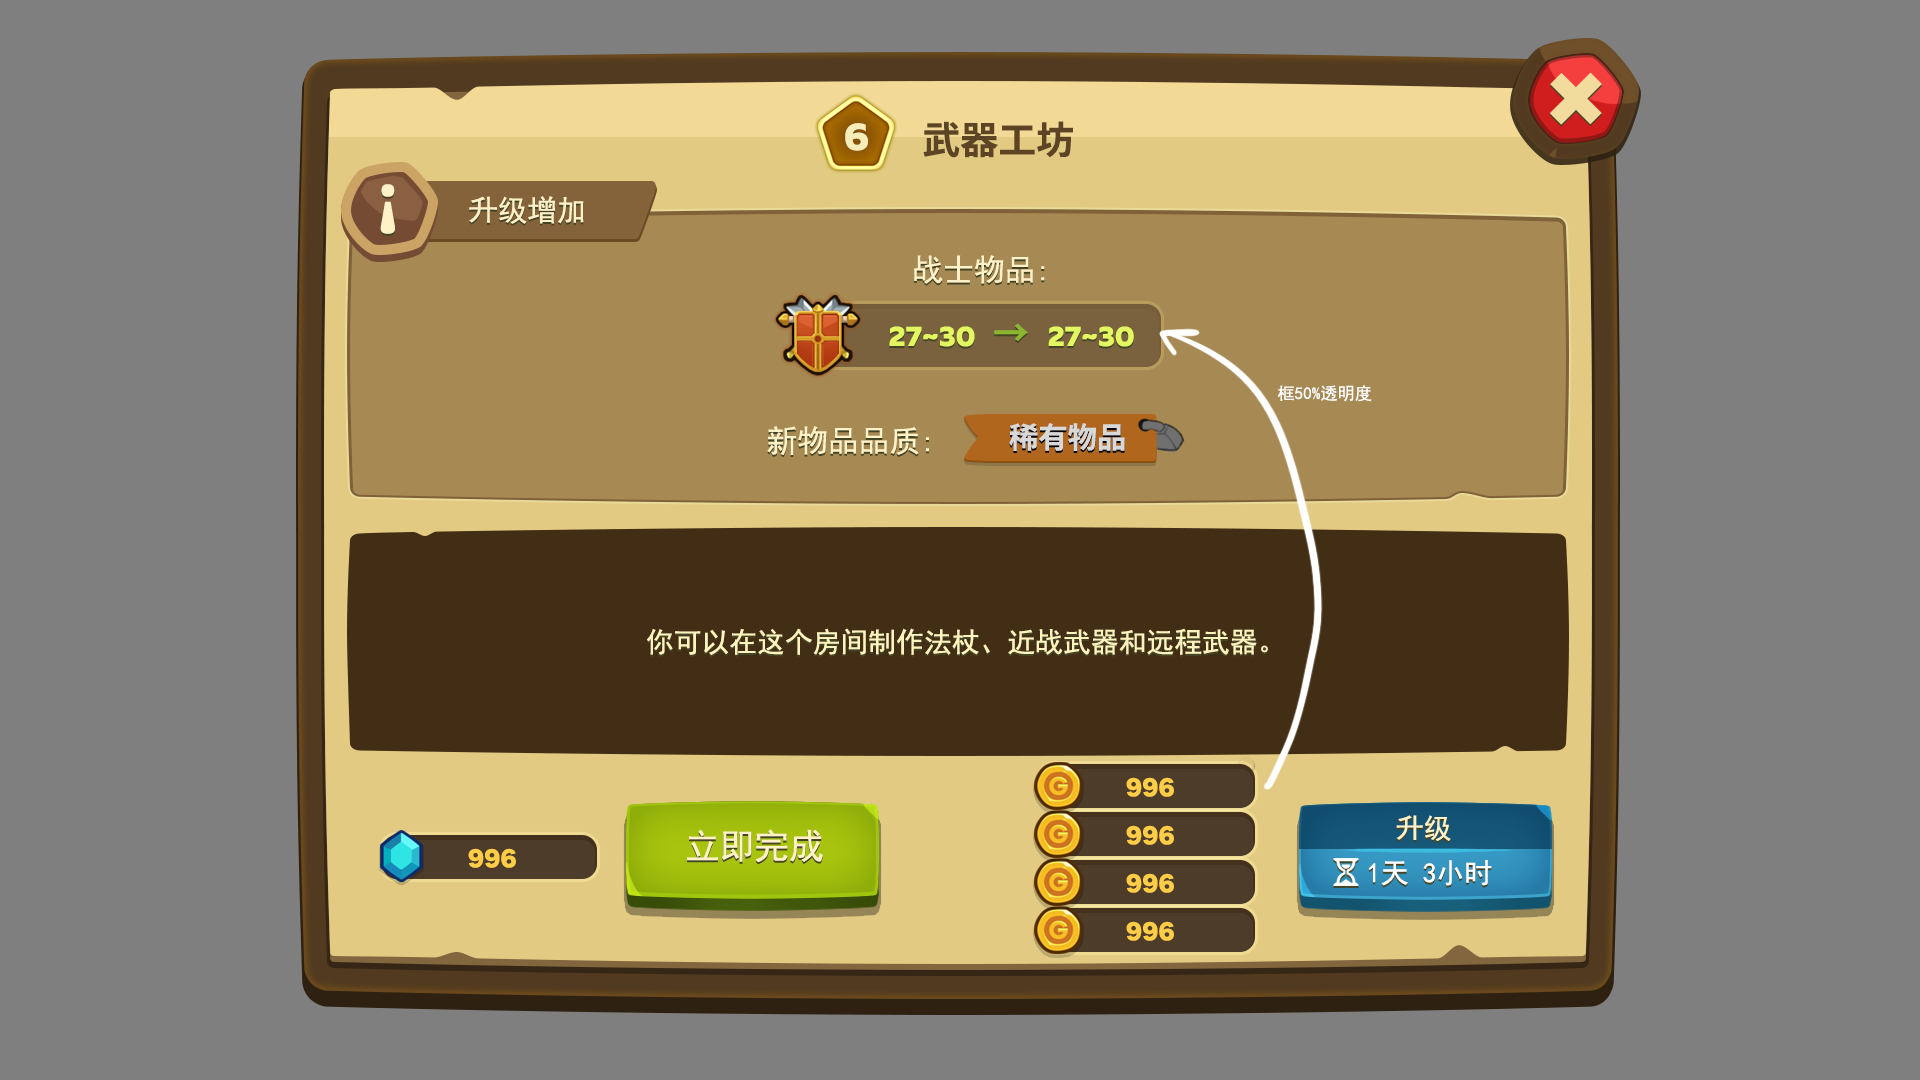 6 武器工坊
升级增加
战士物品:
27~30 → 27~30
框50%透明度
新物品品质: 稀有物品
你可以在这个房间制作法杖、近战武器和远程武器。
996
立即完成
G 996
G 996
G 996
G 996
升级
1天 3小时